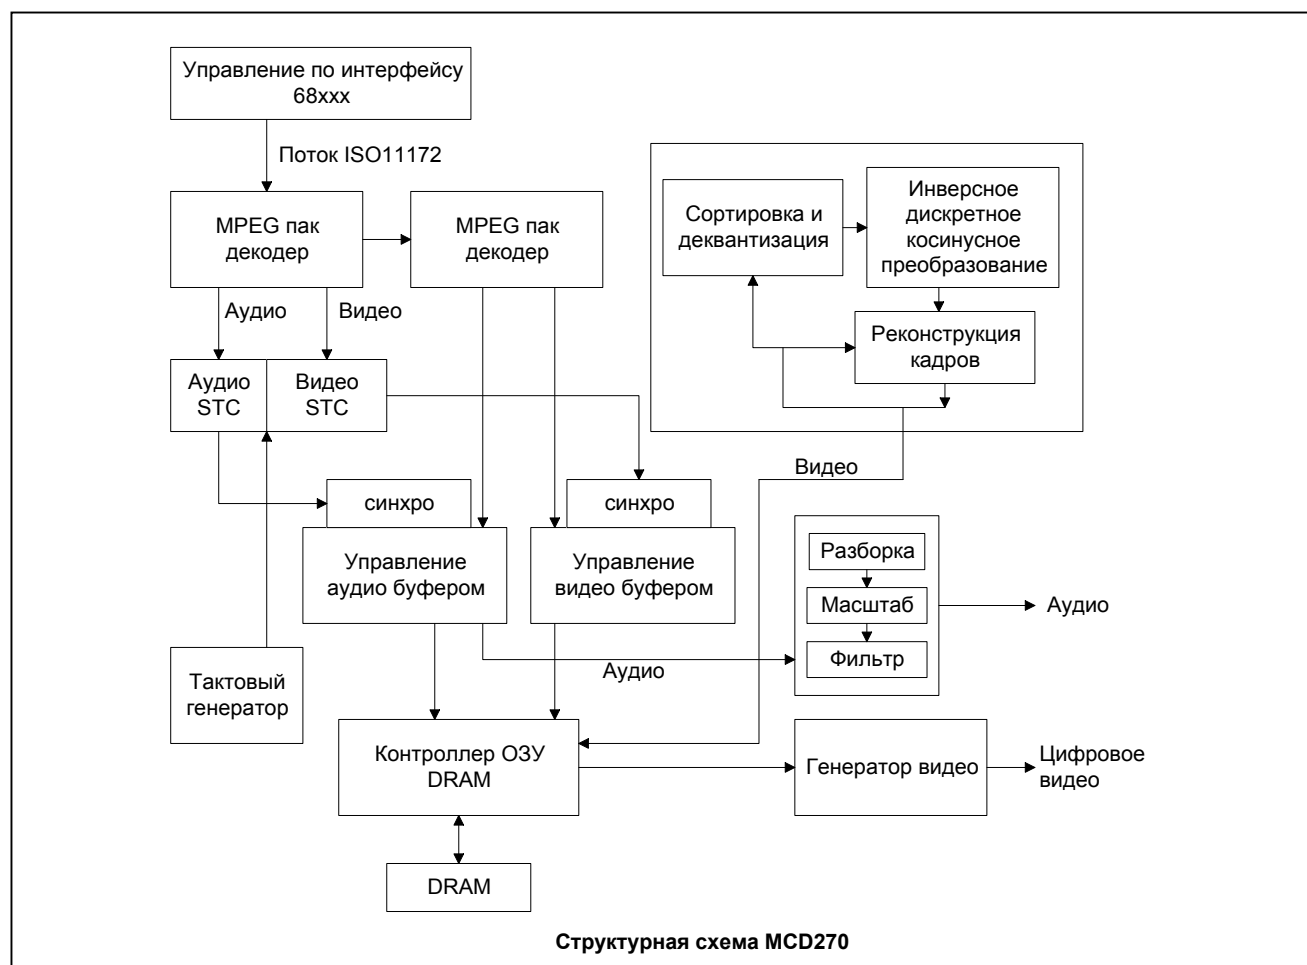 Управление по интерфейсу
68xxx
Поток ISO11172
MPEG пак
декодер
MPEG пак
декодер
Сортировка и
деквантизация
Инверсное
дискретное
косинусное
преобразование
Реконструкция
кадров
Аудио
Видео
Аудио
STC
Видео
STC
Видео
синхро
синхро
Управление
аудио буфером
Управление
видео буфером
Разборка
Масштаб
Фильтр
Аудио
Аудио
Тактовый
генератор
Контроллер ОЗУ
DRAM
Генератор видео
Цифровое
видео
DRAM
Структурная схема MCD270